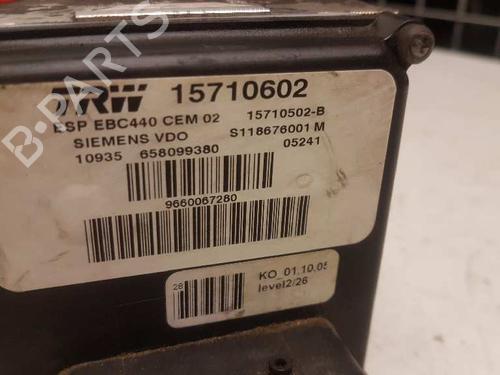 TRW 15710602
ESP EBC440 CEM 02 15710502-B
SIEMENS VDO S118676001 M
10935 658099380 05241
9660067280
28
KO_01.10.05
level2/26
B-PARTS